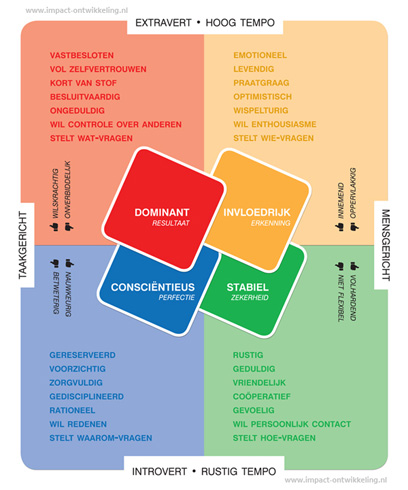 www.impact-ontwikkeling.nl
EXTRAVERT • HOOG TEMPO
VASTBESLOTEN
VOL ZELFVERTROUWEN
KORT VAN STOF
BESLUITVAARDIG
ONGEDULDIG
WIL CONTROLE OVER ANDEREN
STELT WAT-VRAGEN
EMOTIONEEL
LEVENDIG
PRAATGRAAG
OPTIMISTISCH
WISPELTURIG
WIL ENTHOUSIASME
STELT WIE-VRAGEN
WILSKRACHTIG
ONVERBIDDELIJK
DOMINANT
RESULTAAT
INVLOEDRIJK
ERKENNING
INNEMEND
OPPERVLAKKIG
TAAKGERICHT
MENSGERICHT
BETWETERIG
NAUWKEURIG
CONSCIËNTIEUS
PERFECTIE
STABIEL
ZEKERHEID
NIET FLEXIBEL
VOLHARDEND
GERESERVEERD
VOORZICHTIG
ZORGVULDIG
GEDISCIPLINEERD
RATIONEEL
WIL REDENEN
STELT WAAROM-VRAGEN
RUSTIG
GEDULDIG
VRIENDELIJK
COÖPERATIEF
GEVOELIG
WIL PERSOONLIJK CONTACT
STELT HOE-VRAGEN
INTROVERT • RUSTIG TEMPO
www.impact-ontwikkeling.nl